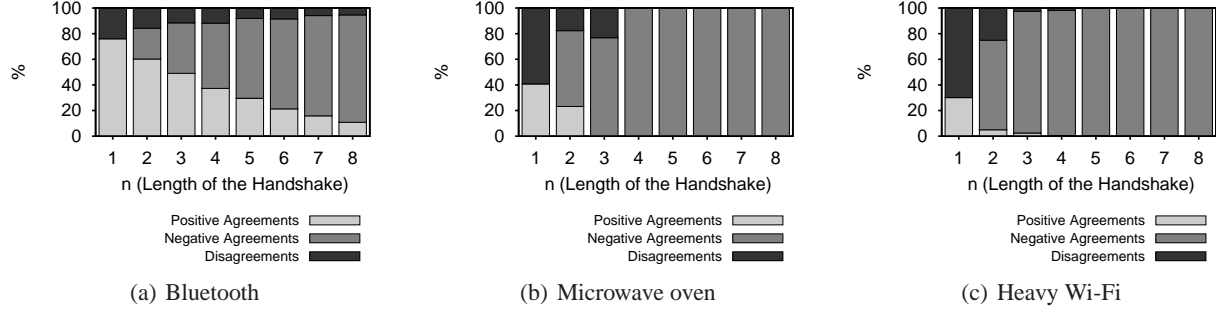 100
80
60
40
20
0
%
1 2 3 4 5 6 7 8
n (Length of the Handshake)
Positive Agreements
Negative Agreements
Disagreements
(a) Bluetooth
100
80
60
40
20
0
%
1 2 3 4 5 6 7 8
n (Length of the Handshake)
Positive Agreements
Negative Agreements
Disagreements
(b) Microwave oven
100
80
60
40
20
0
%
1 2 3 4 5 6 7 8
n (Length of the Handshake)
Positive Agreements
Negative Agreements
Disagreements
(c) Heavy Wi-Fi